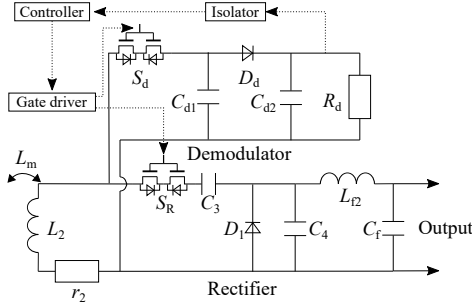 Controller
Isolator
Gate driver
S_d
D_d
C_d1
C_d2
R_d
Demodulator
L_m
S_R
C_3
L_f2
L_2
D_1
C_4
C_f
Output
r_2
Rectifier